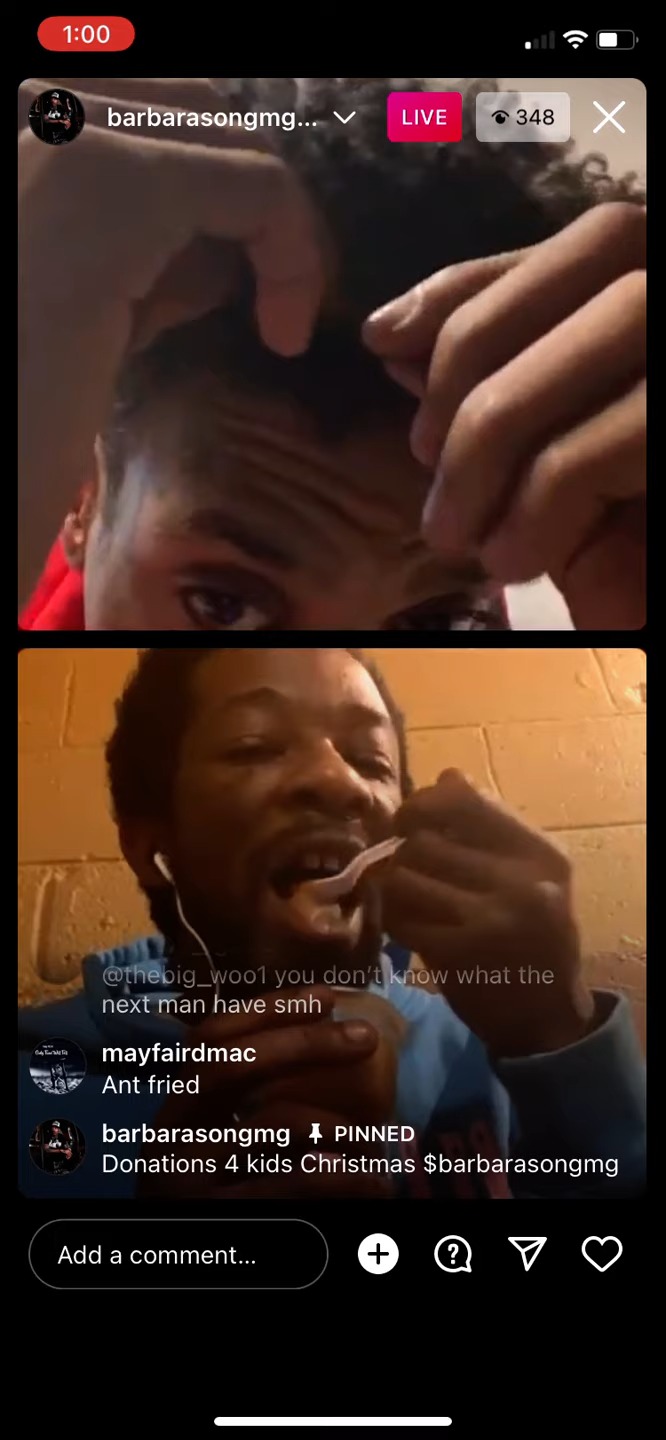 1:00
barbarasongmg...
LIVE
348
@thebig_woo1 you don't know what the
next man have smh
mayfairdmac
Ant fried
barbarasongmg PINNED
Donations 4 kids Christmas $barbarasongmg
Add a comment...